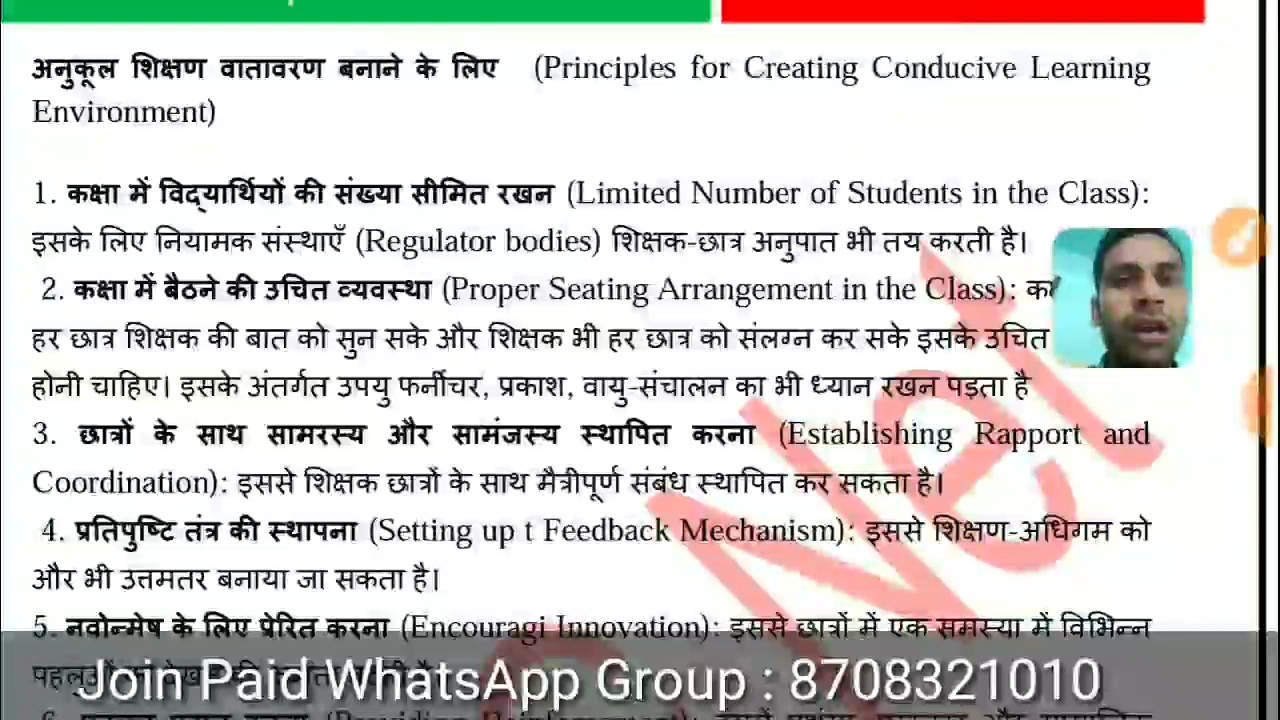 अनुकूल शिक्षण वातावरण बनाने के लिए (Principles for Creating Conducive Learning
Environment)
1. कक्षा में विद्यार्थियों की संख्या सीमित रखन (Limited Number of Students in the Class):
इसके लिए नियामक संस्थाएँ (Regulator bodies) शिक्षक-छात्र अनुपात भी तय करती है।
2. कक्षा में बैठने की उचित व्यवस्था (Proper Seating Arrangement in the Class):
हर छात्र शिक्षक की बात को सुन सके और शिक्षक भी हर छात्र को संलग्न कर सके इसके उचित
होनी चाहिए। इसके अंतर्गत उपयु फर्नीचर, प्रकाश, वायु-संचालन का भी ध्यान रखन पड़ता है
3. छात्रों के साथ सामरस्य और सामंजस्य स्थापित करना (Establishing Rapport and
Coordination): इससे शिक्षक छात्रों के साथ मैत्रीपूर्ण संबंध स्थापित कर सकता है।
4. प्रतिपुष्टि तंत्र की स्थापना (Setting up t Feedback Mechanism): इससे शिक्षण-अधिगम को
और भी उत्तमतर बनाया जा सकता है।
5. नवोन्मेष के लिए प्रेरित करना (Encouragi Innovation): इससे छात्रों में एक समस्या में विभिन्न
Join Paid WhatsApp Group : 8708321010
Net